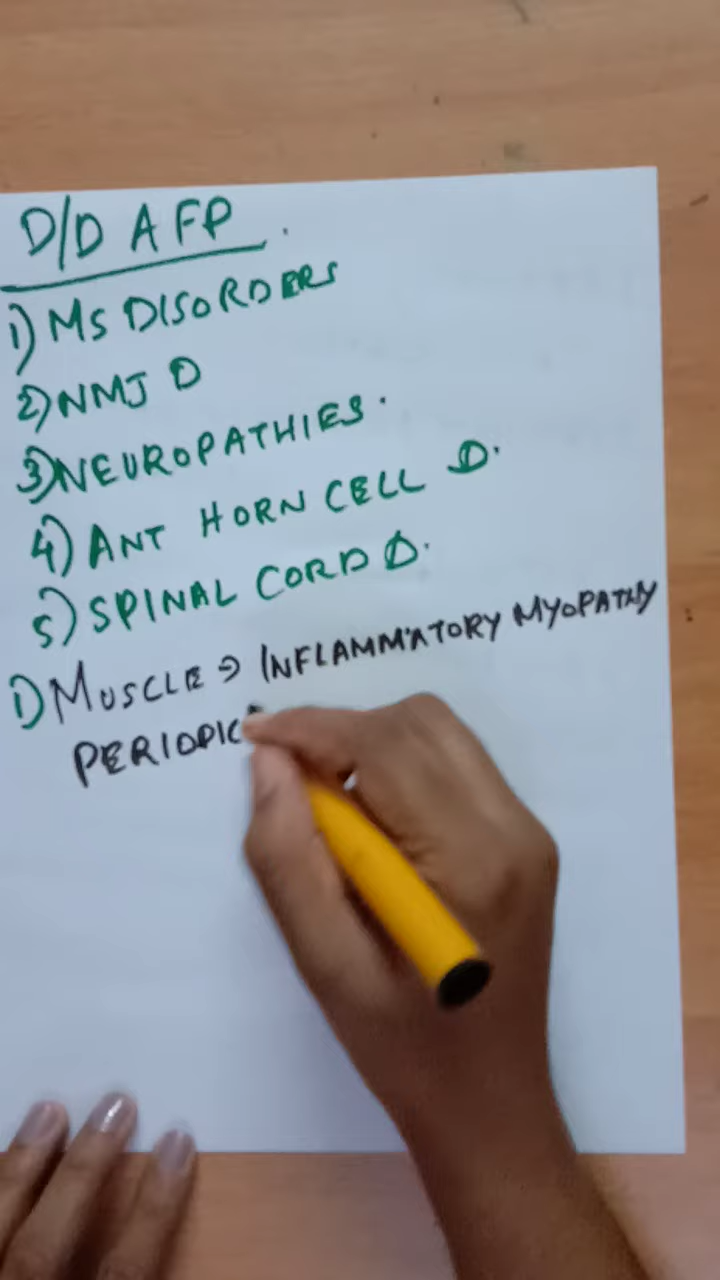 D/D AFP.
1) MS DISORDERS
2) NMJ D
3) NEUROPATHIES.
4) ANT HORN CELL D.
5) SPINAL CORD D.
1) MUSCLE → INFLAMMATORY MYOPATHY
PERIODIC